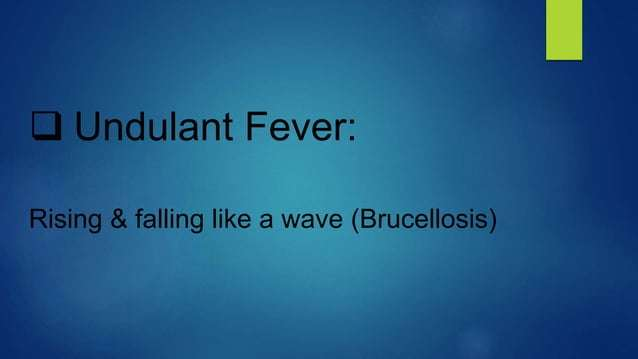 ❑ Undulant Fever:
Rising & falling like a wave (Brucellosis)